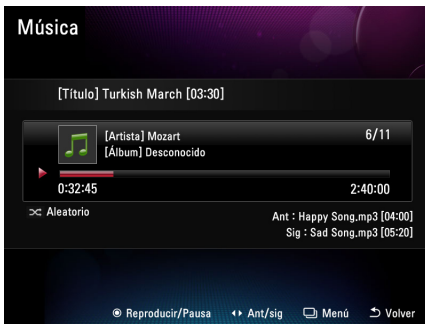 Música
[Título] Turkish March [03:30]
[Artista] Mozart 6/11
[Álbum] Desconocido
0:32:45 2:40:00
Aleatorio
Ant : Happy Song.mp3 [04:00]
Sig : Sad Song.mp3 [05:20]
Reproducir/Pausa Ant/sig Menú Volver